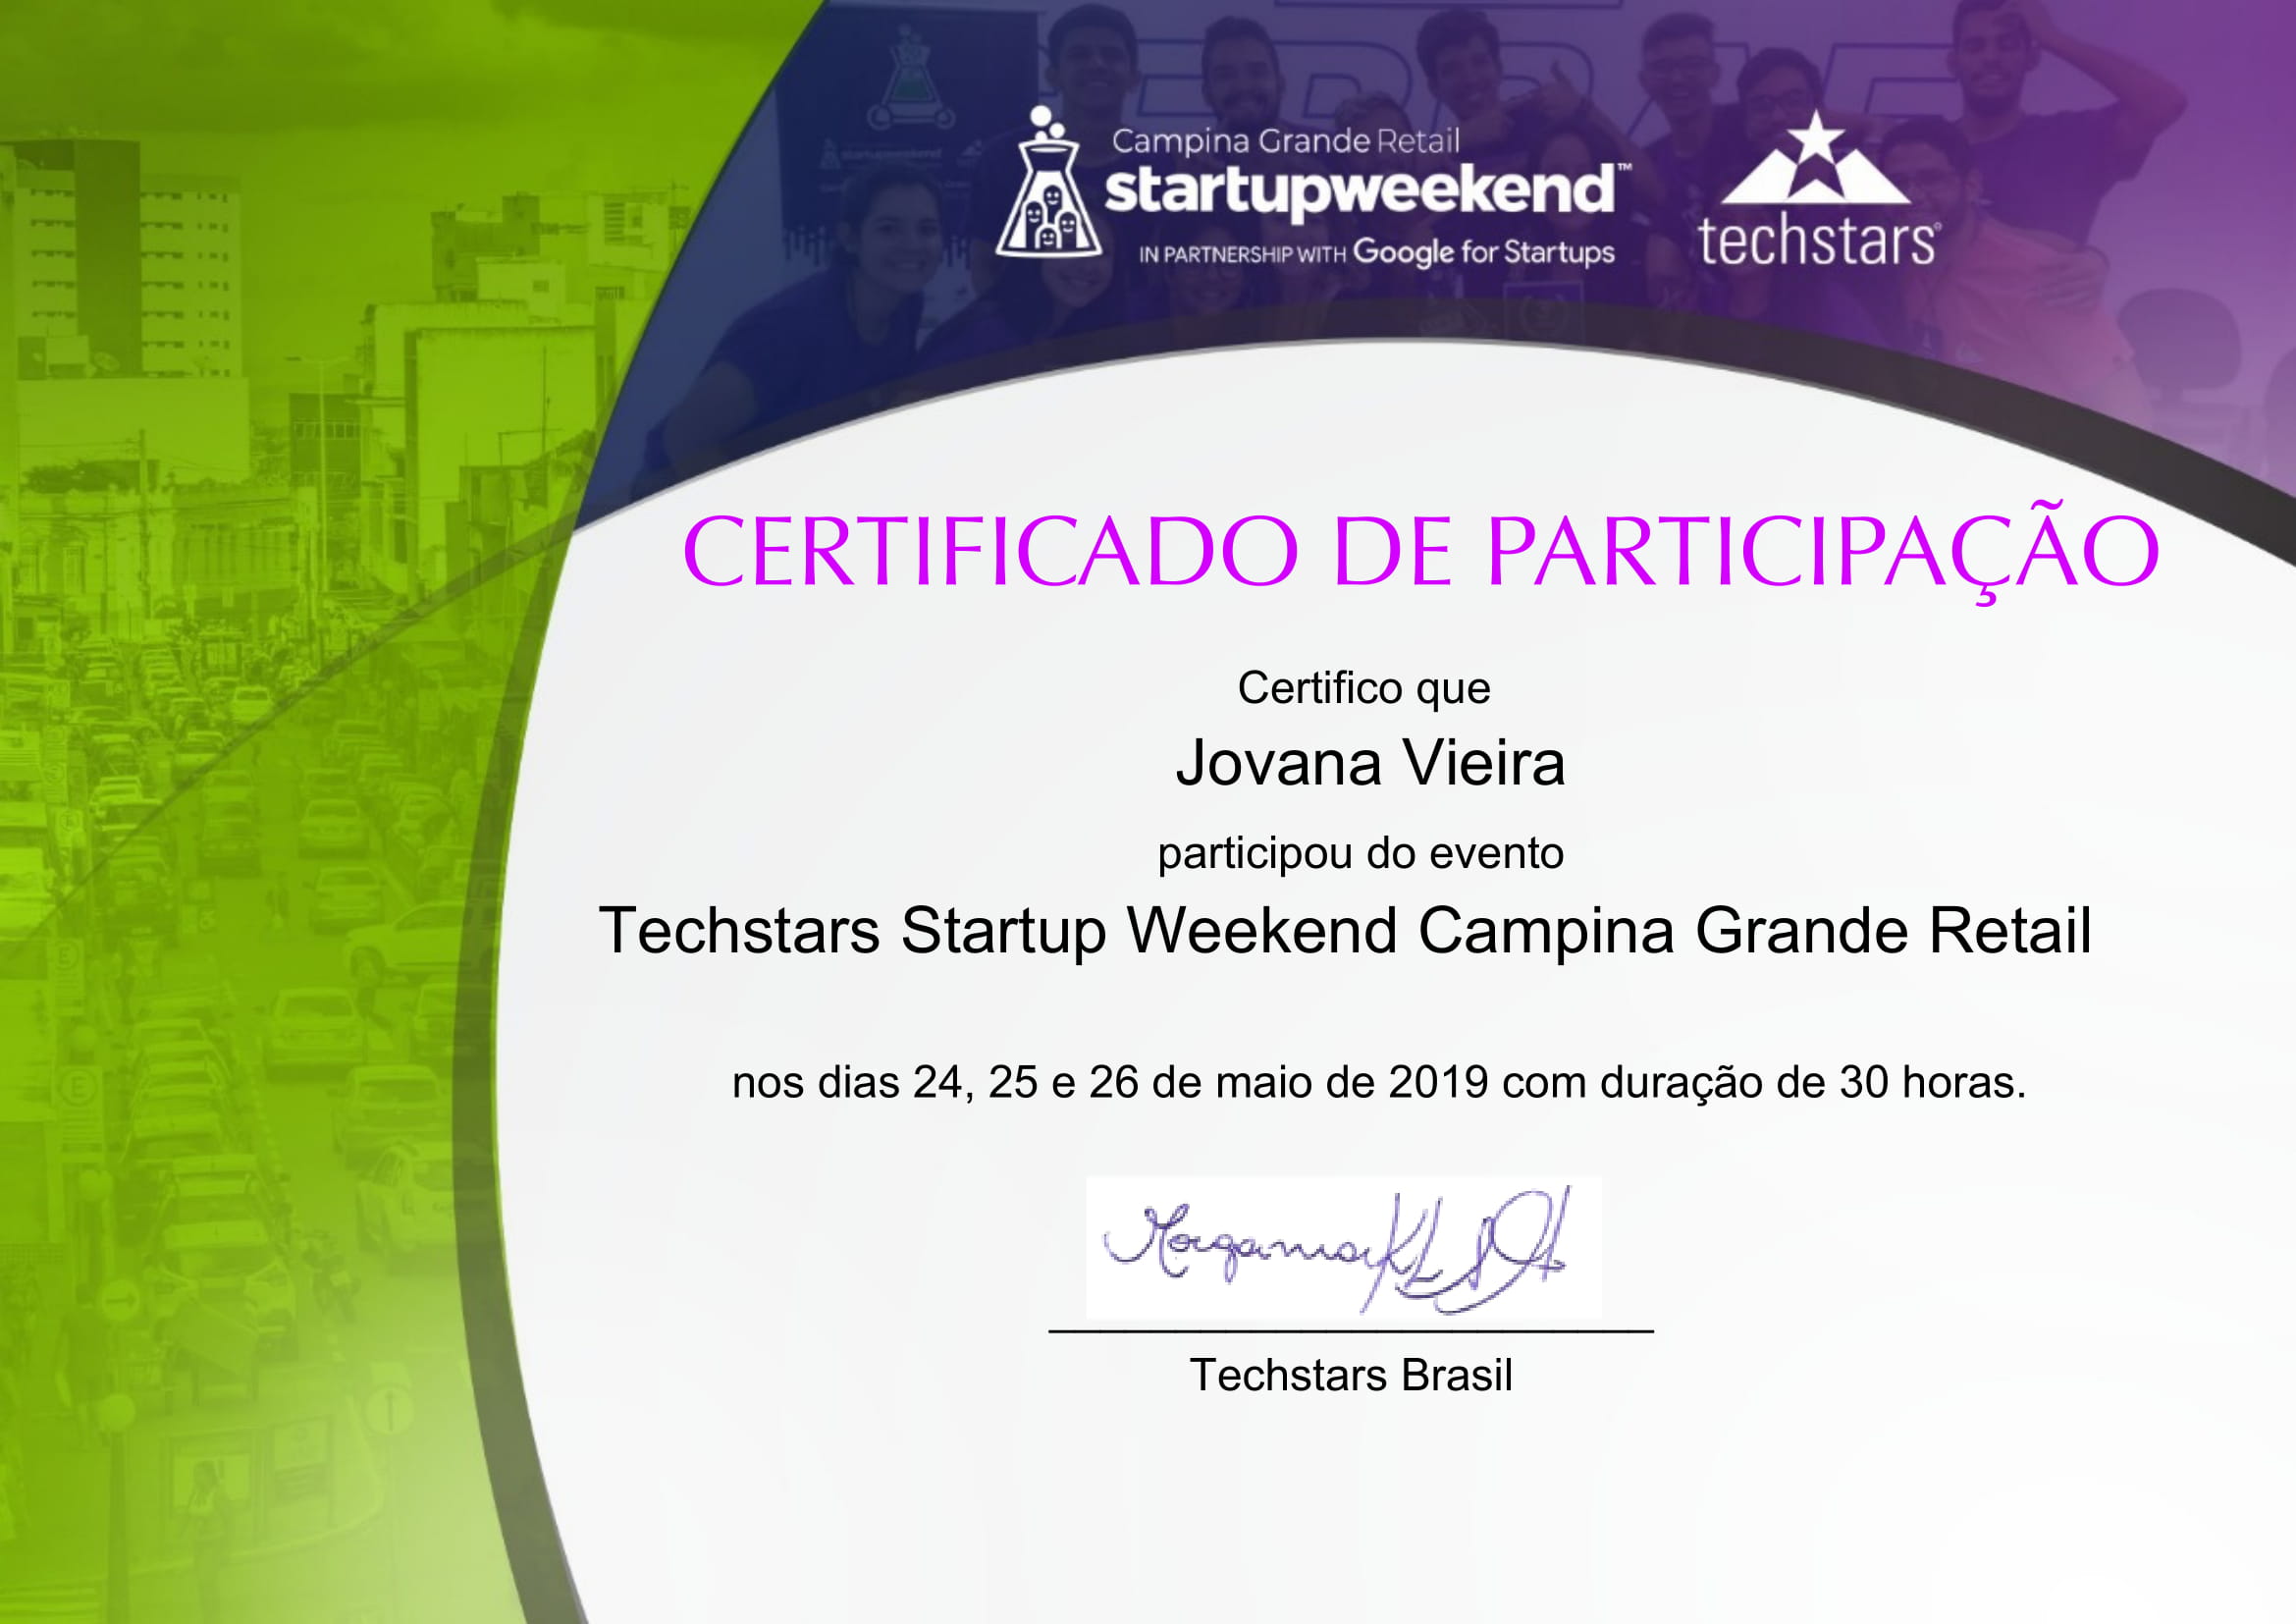 Campina Grande Retail
startupweekend™
IN PARTNERSHIP WITH Google for Startups
techstars
CERTIFICADO DE PARTICIPAÇÃO
Certifico que
Jovana Vieira
participou do evento
Techstars Startup Weekend Campina Grande Retail
nos dias 24, 25 e 26 de maio de 2019 com duração de 30 horas.
Techstars Brasil